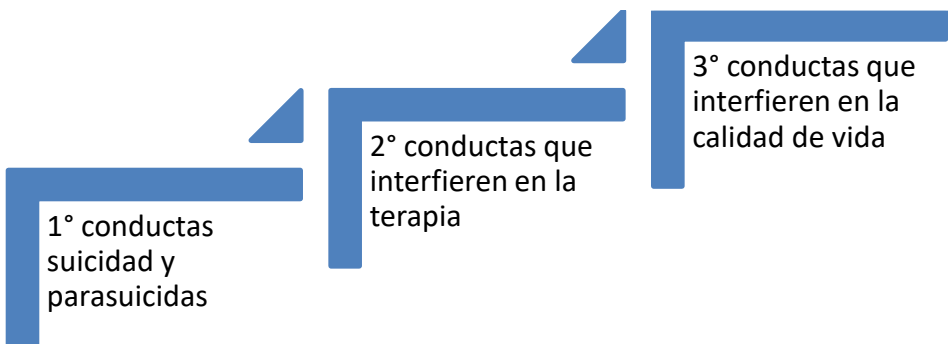 1° conductas
suicidad y
parasuicidas
2° conductas que
interfieren en la
terapia
3° conductas que
interfieren en la
calidad de vida